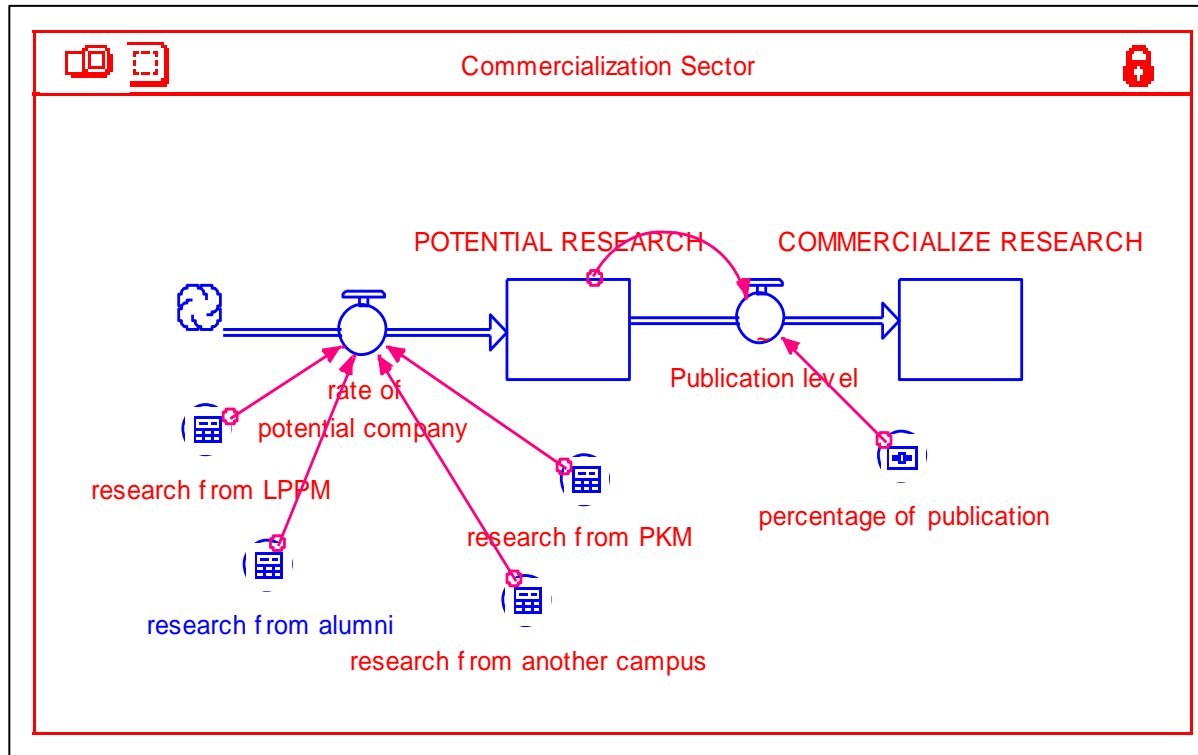 Commercialization Sector
POTENTIAL RESEARCH
COMMERCIALIZE RESEARCH
Publication level
rate of
potential company
research from LPPM
research from PKM
percentage of publication
research from alumni
research from another campus